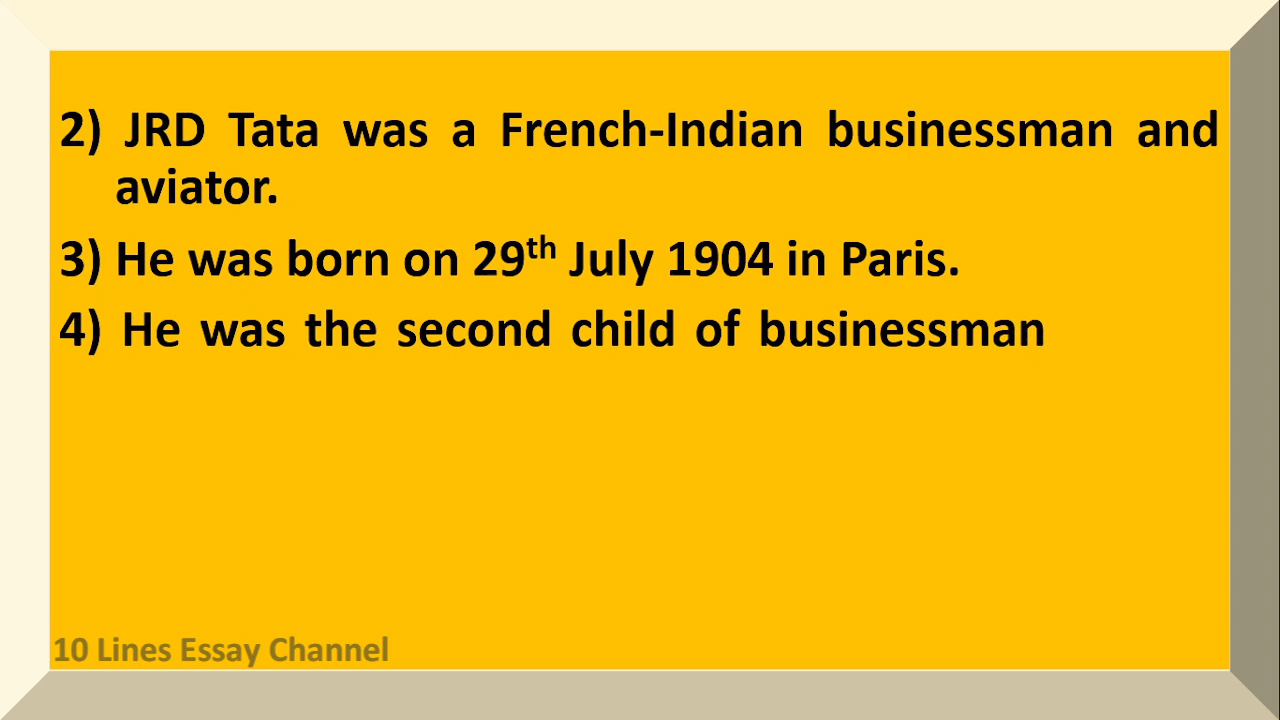 2) JRD Tata was a French-Indian businessman and
aviator.
3) He was born on 29th July 1904 in Paris.
4) He was the second child of businessman
10 Lines Essay Channel